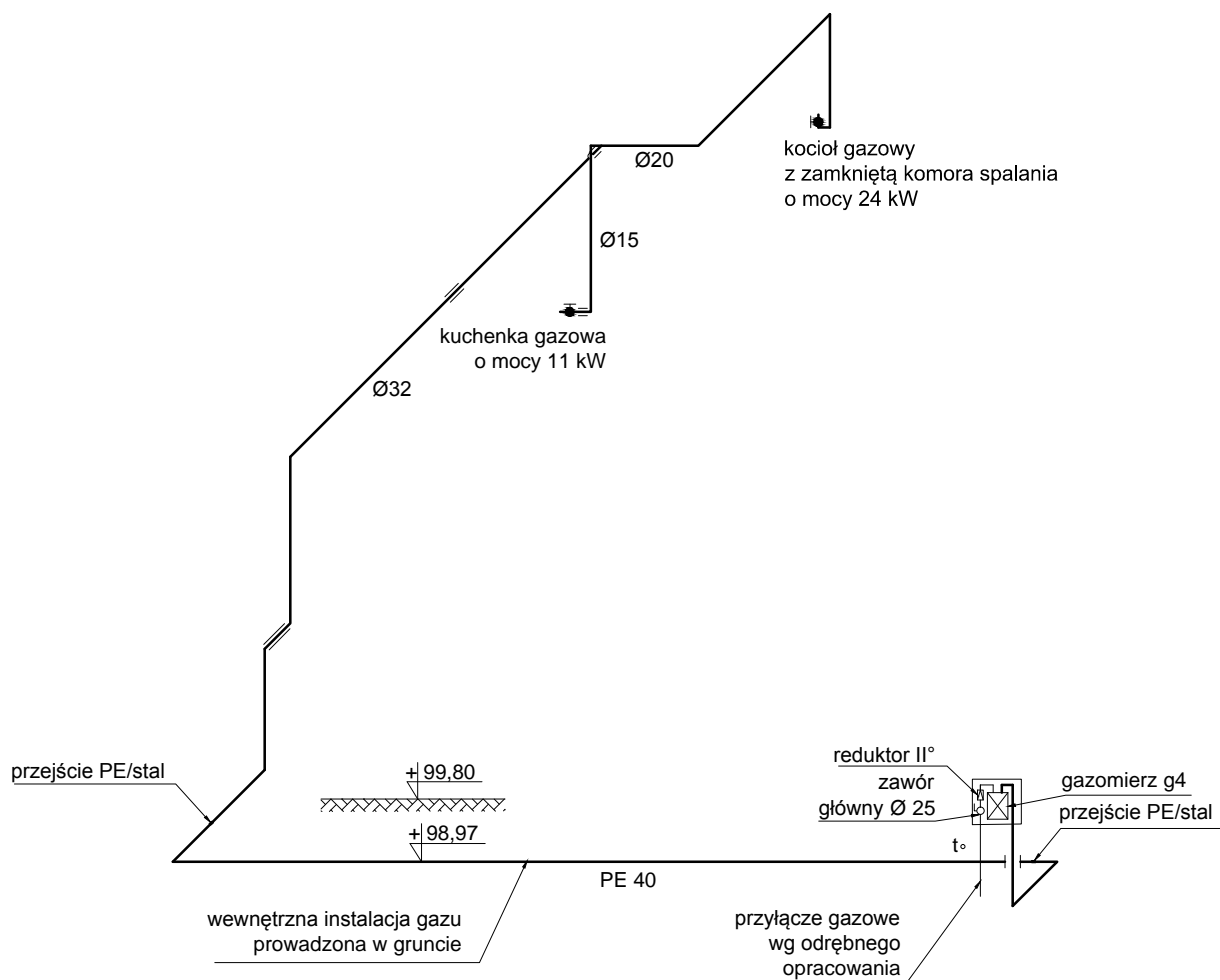 kocioł gazowy
z zamkniętą komora spalania
o mocy 24 kW
Ø20
Ø15
kuchenka gazowa
o mocy 11 kW
Ø32
przejście PE/stal
+ 99,80
+ 98,97
reduktor II°
zawór
główny Ø 25
gazomierz g4
przejście PE/stal
t°
PE 40
wewnętrzna instalacja gazu
prowadzona w gruncie
przyłącze gazowe
wg odrębnego
opracowania